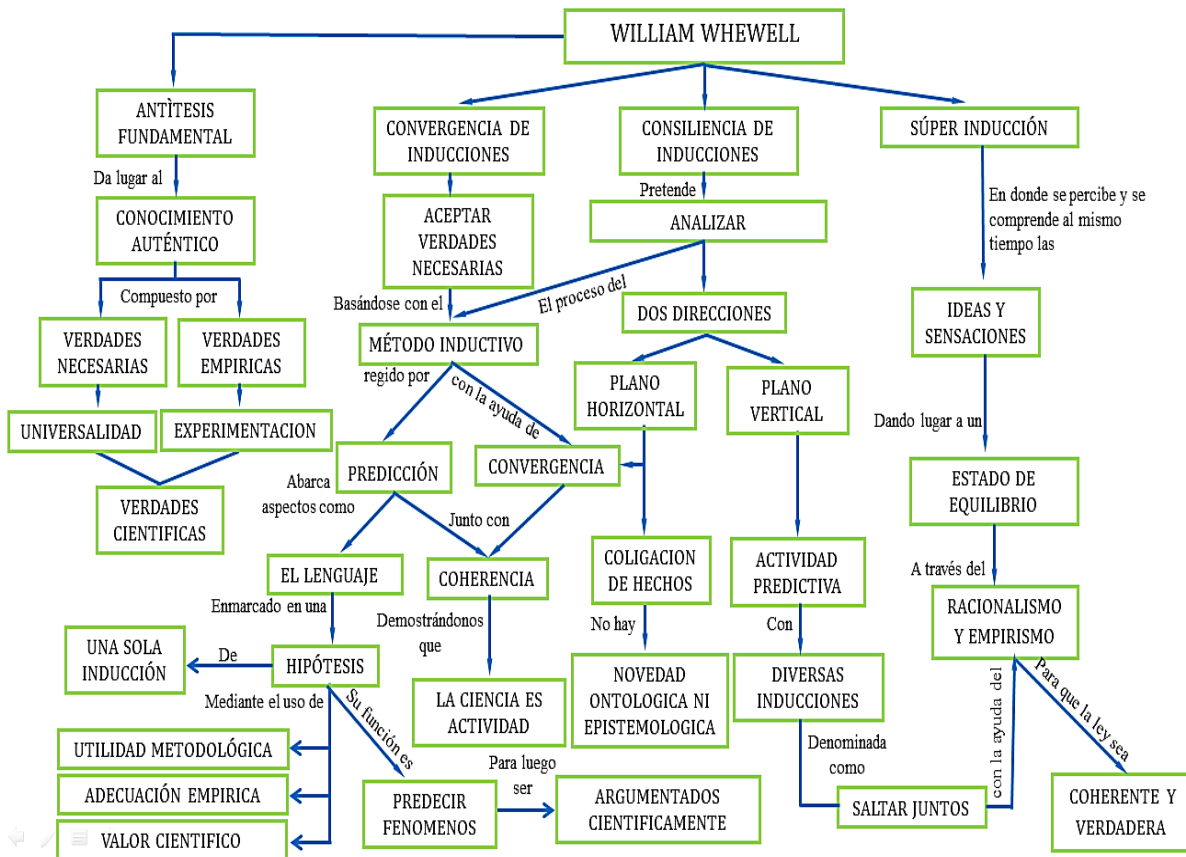 WILLIAM WHEWELL
ANTÌTESIS
FUNDAMENTAL
Da lugar al
CONOCIMIENTO
AUTÉNTICO
Compuesto por
VERDADES
NECESARIAS
VERDADES
EMPIRICAS
UNIVERSALIDAD
EXPERIMENTACION
VERDADES
CIENTIFICAS
CONVERGENCIA DE
INDUCCIONES
ACEPTAR
VERDADES
NECESARIAS
Basándose con el
MÉTODO INDUCTIVO
regido por
con la ayuda de
PREDICCIÓN
CONVERGENCIA
Abarca
aspectos como
Junto con
EL LENGUAJE
COHERENCIA
Enmarcado en una
Demostrándonos
que
HIPÓTESIS
De
UNA SOLA
INDUCCIÓN
LA CIENCIA ES
ACTIVIDAD
Mediante el uso de
Su función es
UTILIDAD METODOLÓGICA
ADECUACIÓN EMPIRICA
VALOR CIENTIFICO
PREDECIR
FENOMENOS
Para luego
ser
ARGUMENTADOS
CIENTIFICAMENTE
CONSILIENCIA DE
INDUCCIONES
Pretende
ANALIZAR
El proceso del
DOS DIRECCIONES
PLANO
HORIZONTAL
PLANO
VERTICAL
COLIGACION
DE HECHOS
No hay
NOVEDAD
ONTOLOGICA NI
EPISTEMOLOGICA
ACTIVIDAD
PREDICTIVA
Con
DIVERSAS
INDUCCIONES
Denominada
como
SALTAR JUNTOS
con la ayuda del
SÚPER INDUCCIÓN
En donde se percibe y se
comprende al mismo
tiempo las
IDEAS Y
SENSACIONES
Dando lugar a un
ESTADO DE
EQUILIBRIO
A través del
RACIONALISMO
Y EMPIRISMO
Para que la ley sea
COHERENTE Y
VERDADERA